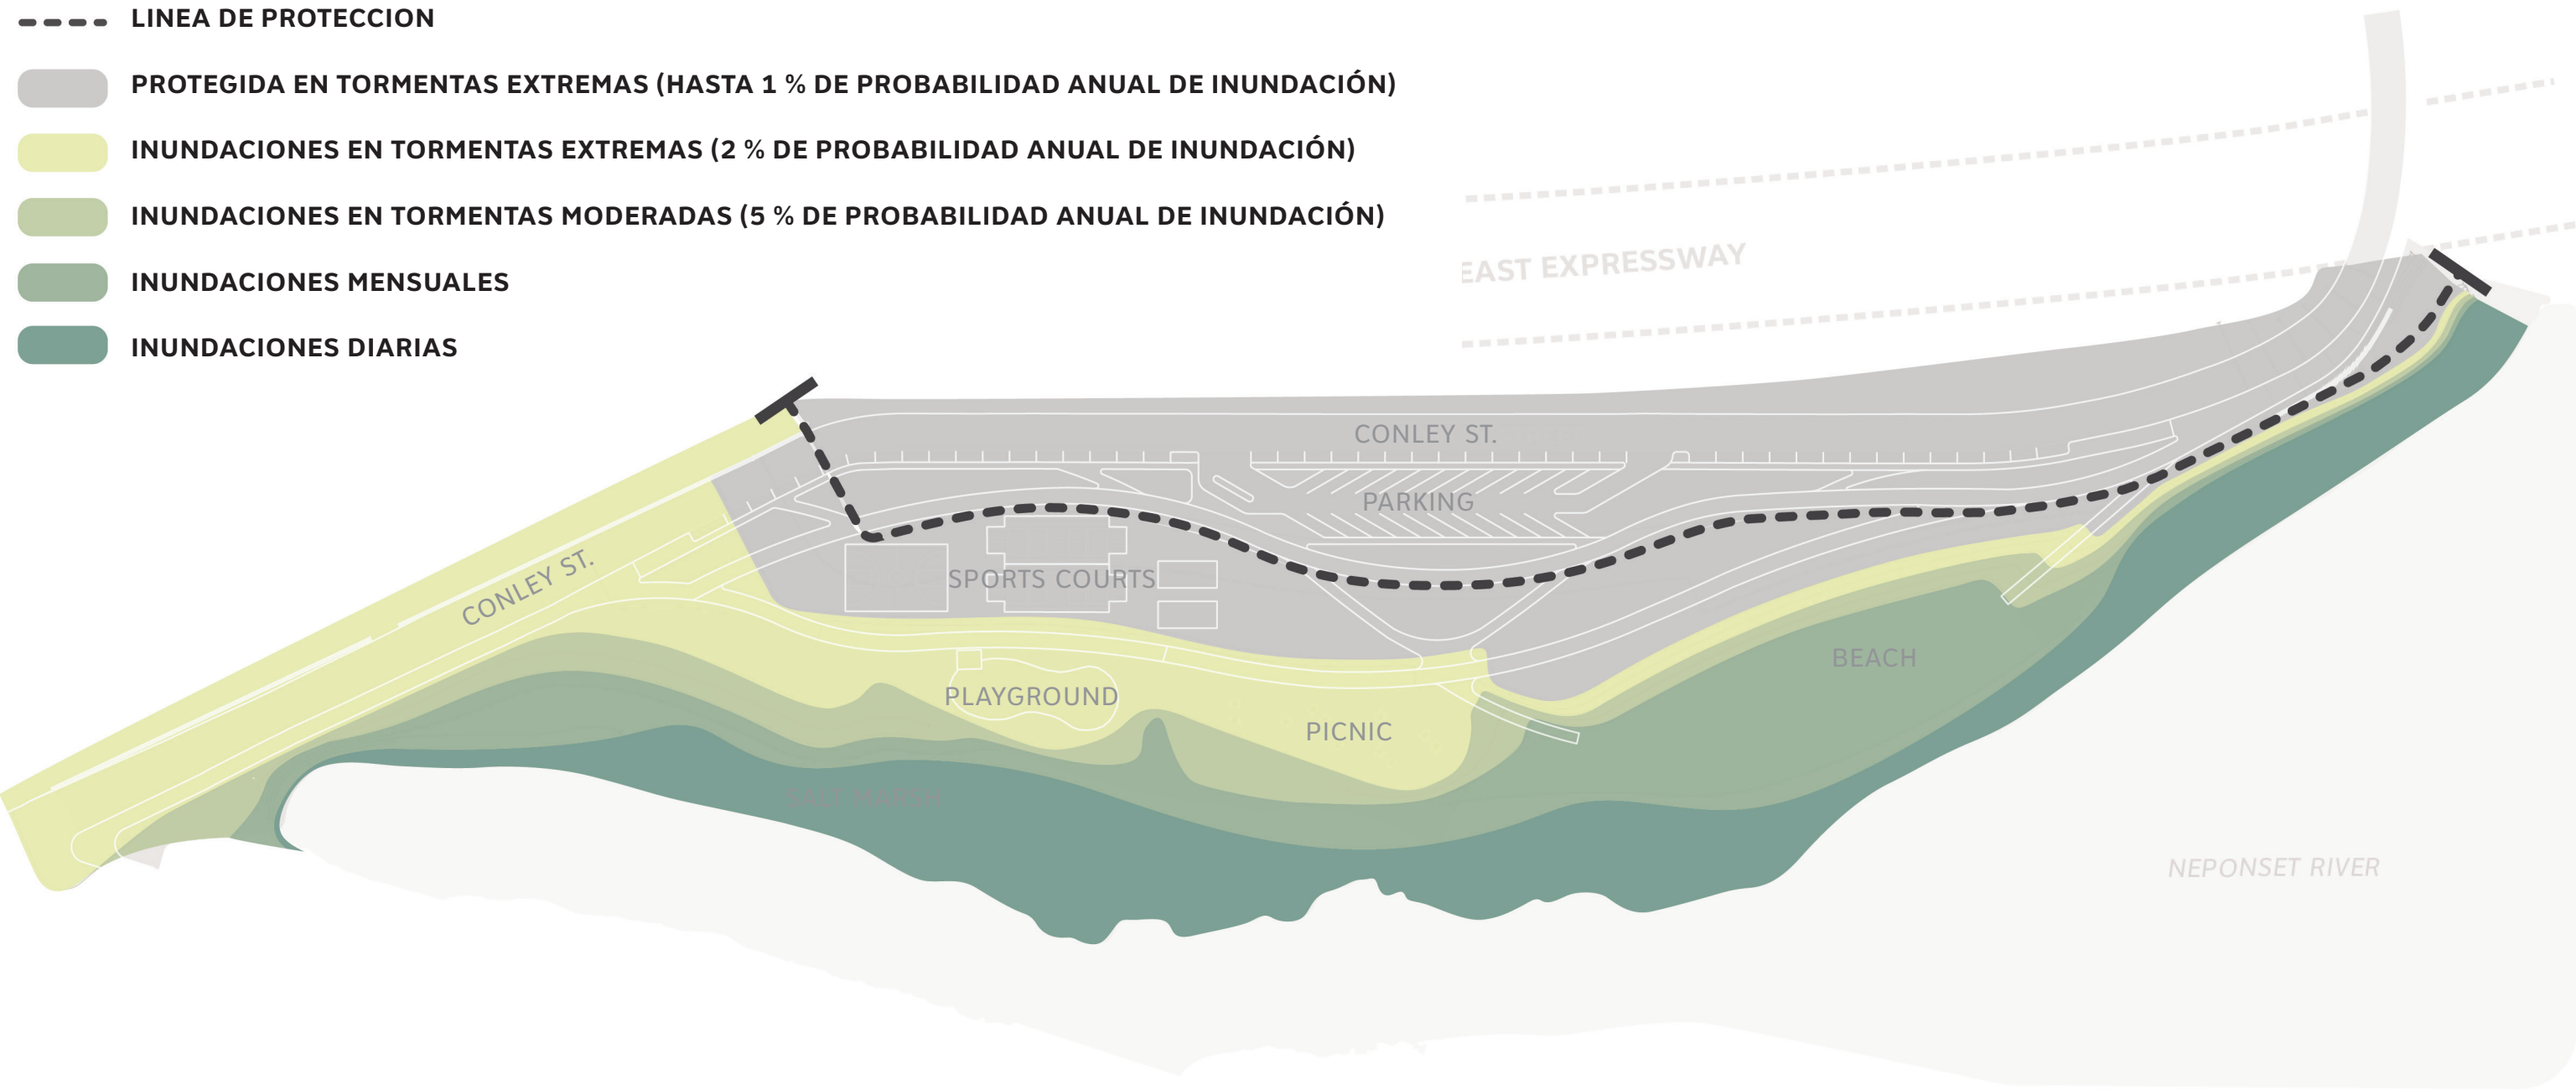 LINEA DE PROTECCION
PROTEGIDA EN TORMENTAS EXTREMAS (HASTA 1 % DE PROBABILIDAD ANUAL DE INUNDACIÓN)
INUNDACIONES EN TORMENTAS EXTREMAS (2 % DE PROBABILIDAD ANUAL DE INUNDACIÓN)
INUNDACIONES EN TORMENTAS MODERADAS (5 % DE PROBABILIDAD ANUAL DE INUNDACIÓN)
INUNDACIONES MENSUALES
INUNDACIONES DIARIAS
EAST EXPRESSWAY
CONLEY ST.
PARKING
CONLEY ST.
SPORTS COURTS
BEACH
PLAYGROUND
PICNIC
SALT MARSH
NEPONSET RIVER